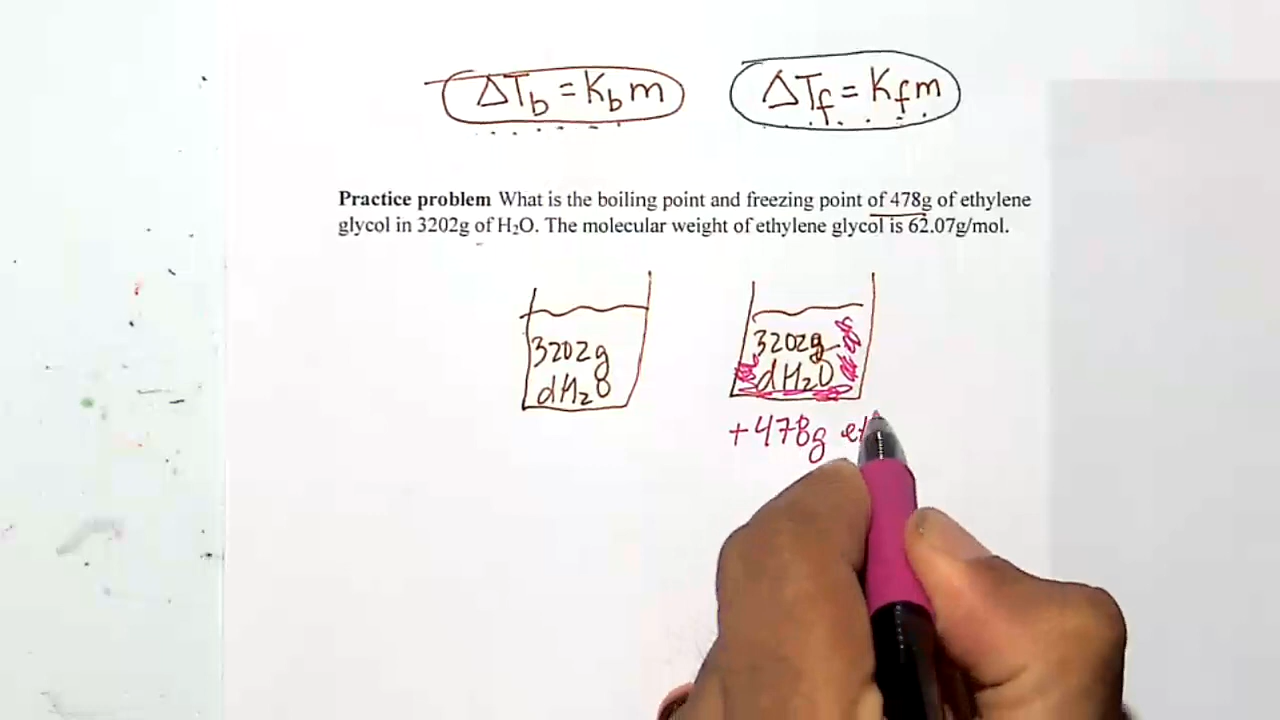 ΔTb = Kbm
ΔTf = Kfm
Practice problem What is the boiling point and freezing point of 478g of ethylene
glycol in 3202g of H₂O. The molecular weight of ethylene glycol is 62.07g/mol.
3202g
dH₂O
3202g
dH₂O
+478g